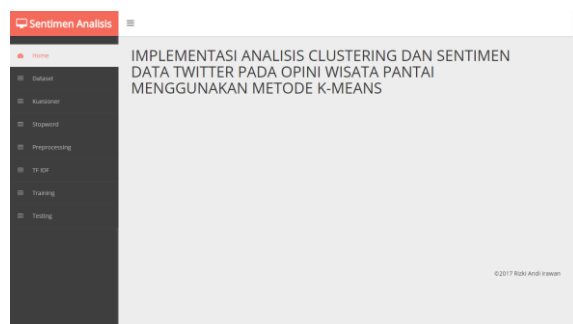 Sentimen Analisis
Home
Dataset
Kuesioner
Stopword
Preprocessing
TF IDF
Training
Testing
IMPLEMENTASI ANALISIS CLUSTERING DAN SENTIMEN
DATA TWITTER PADA OPINI WISATA PANTAI
MENGGUNAKAN METODE K-MEANS
©2017 Rizki Andi Irawan